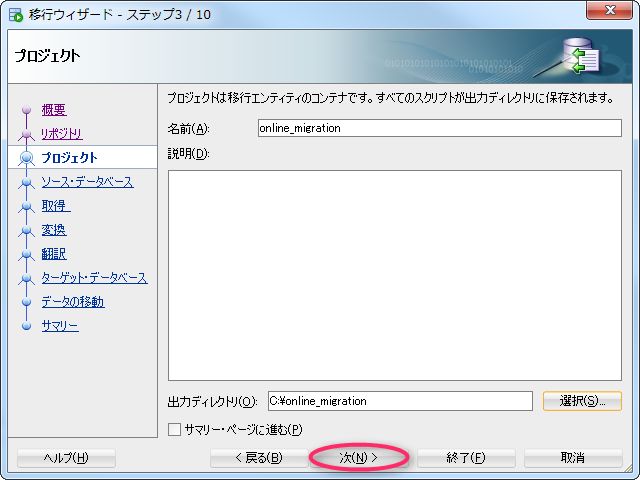 移行ウィザード - ステップ3 / 10
プロジェクト
010101010101010101010101
0101010101
概要
リポジトリ
プロジェクト
ソース・データベース
取得
変換
翻訳
ターゲット・データベース
データの移動
サマリー
プロジェクトは移行エンティティのコンテナです。すべてのスクリプトが出力ディレクトリに保存されます。
名前(A):
online_migration
説明(D):
出力ディレクトリ(O):
C:¥online_migration
選択(S)...
サマリー・ページに進む(P)
ヘルプ(H)
< 戻る(B)
次(N) >
終了(F)
取消